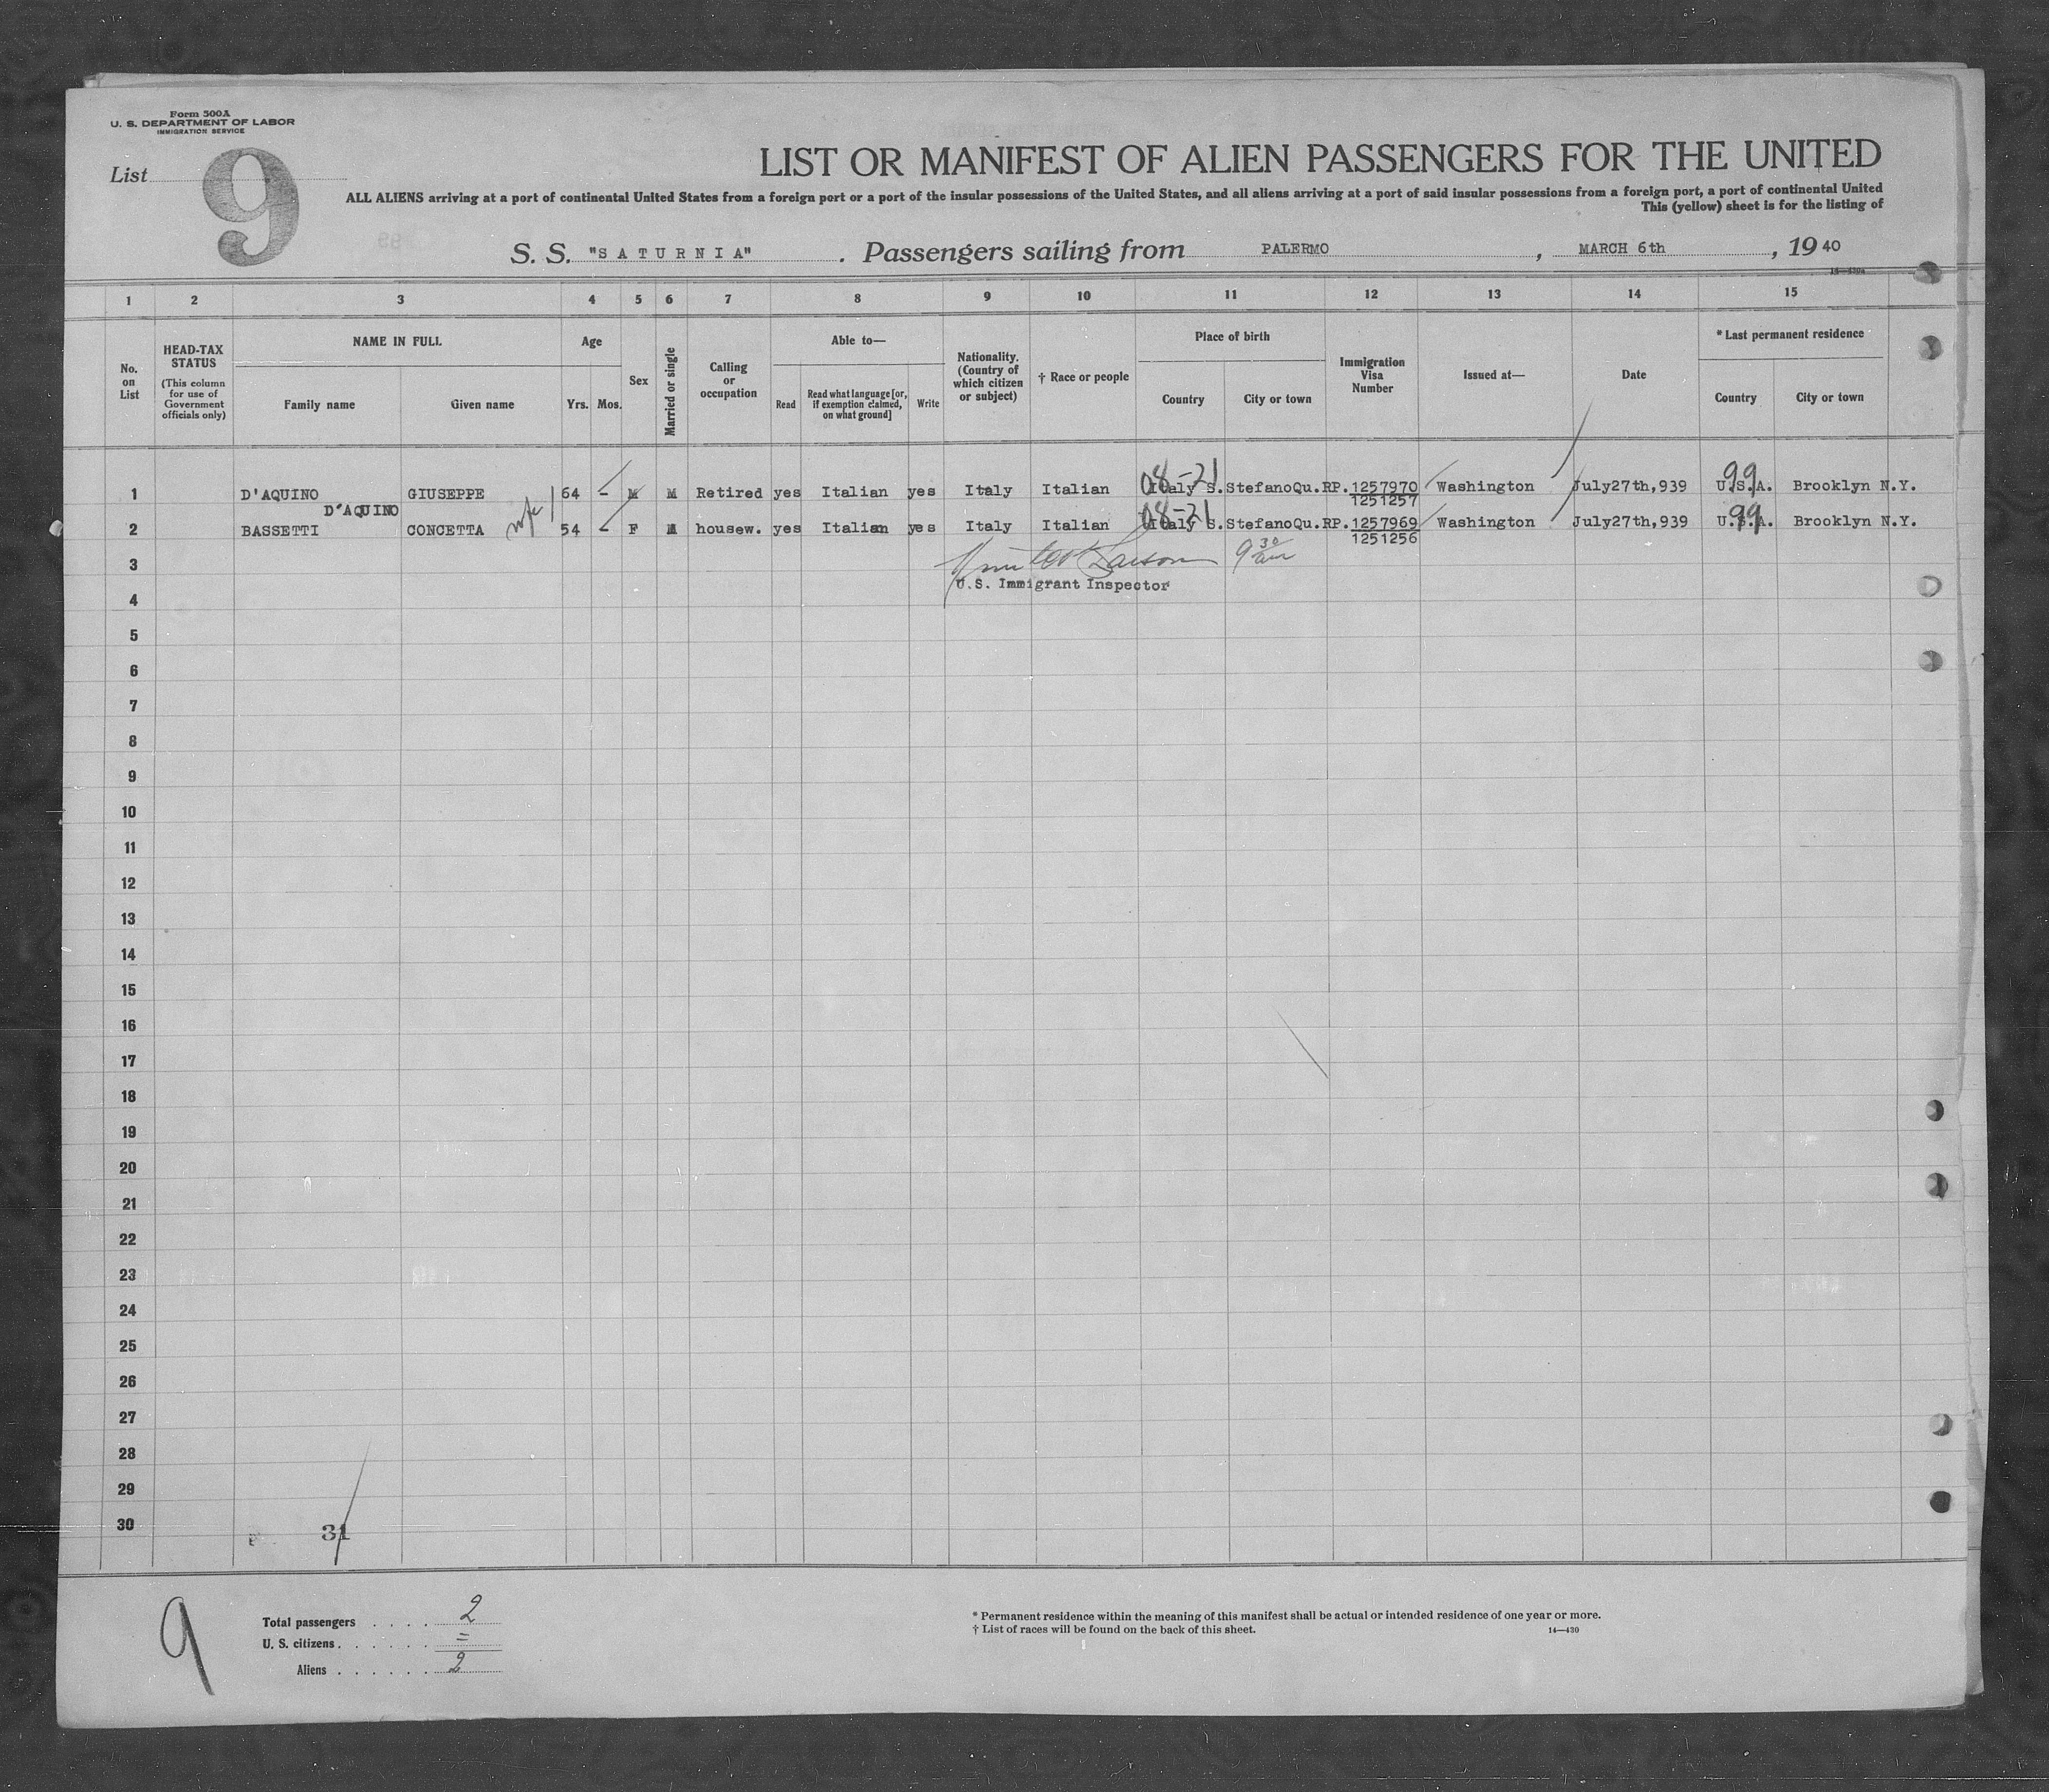 Form 500A
U. S. DEPARTMENT OF LABOR
IMMIGRATION SERVICE
List 9
LIST OR MANIFEST OF ALIEN PASSENGERS FOR THE UNITED
ALL ALIENS arriving at a port of continental United States from a foreign port or a port of the insular possessions of the United States, and all aliens arriving at a port of said insular possessions from a foreign port, a port of continental United
This (yellow) sheet is for the listing of
S. S. "SATURNIA". Passengers sailing from PALERMO, MARCH 6th, 1940
14—430a
1 2 3 4 5 6 7 8 9 10 11 12 13 14 15
No. on List
HEAD-TAX STATUS
(This column for use of Government officials only)
NAME IN FULL
Family name Given name
Age
Yrs. Mos.
Sex
Married or single
Calling or occupation
Able to—
Read
Read what language [or, if exemption claimed, on what ground]
Write
Nationality. (Country of which citizen or subject)
† Race or people
Place of birth
Country City or town
Immigration Visa Number
Issued at—
Date
* Last permanent residence
Country City or town
08-21 99
1 D'AQUINO GIUSEPPE 64 - M M Retired yes Italian yes Italy Italian Italy S.StefanoQu. RP. 1257970 Washington July27th,939 U.S.A. Brooklyn N.Y.
1251257
D'AQUINO
08-21 99
2 BASSETTI CONCETTA wife 54 - F M housew. yes Italian yes Italy Italian Italy S.StefanoQu. RP. 1257969 Washington July27th,939 U.S.A. Brooklyn N.Y.
1251256
3
9 30 am
U.S. Immigrant Inspector
4
5
6
7
8
9
10
11
12
13
14
15
16
17
18
19
20
21
22
23
24
25
26
27
28
29
30
31
9
Total passengers . . . . 2
U. S. citizens . . . . . . =
Aliens . . . . . . 2
* Permanent residence within the meaning of this manifest shall be actual or intended residence of one year or more.
† List of races will be found on the back of this sheet.
14—430